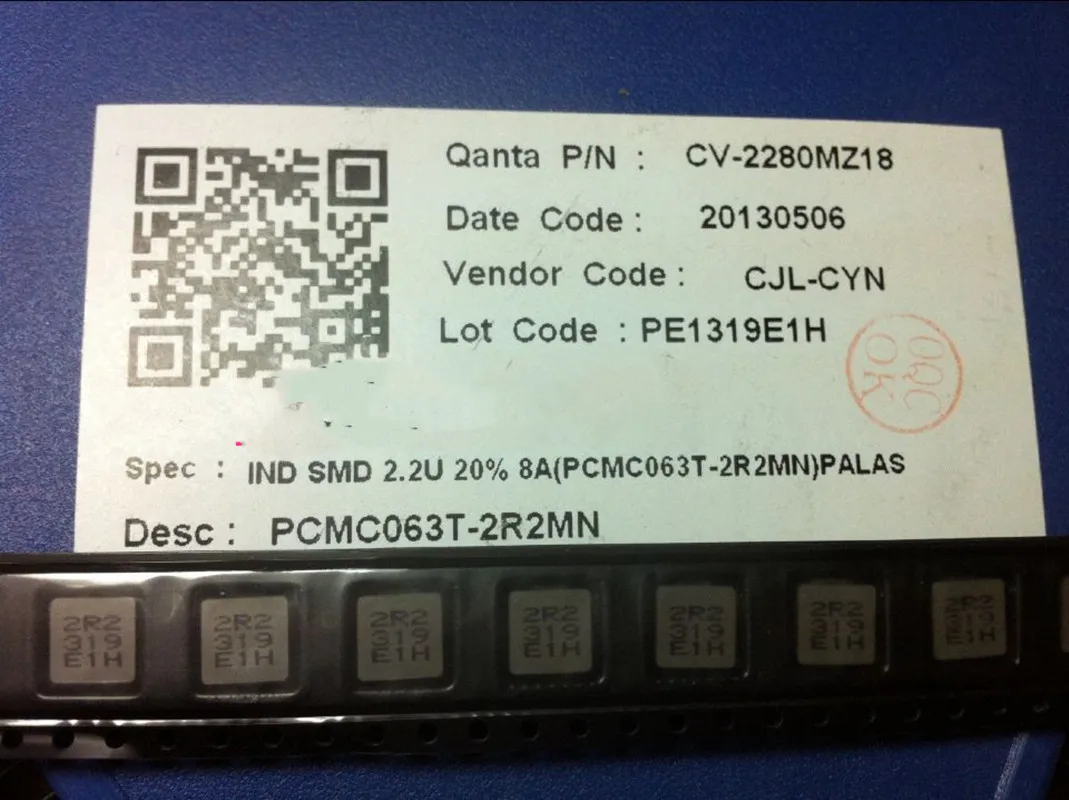 Qanta P/N : CV-2280MZ18
Date Code : 20130506
Vendor Code : CJL-CYN
Lot Code : PE1319E1H
OQC
OK
Spec : IND SMD 2.2U 20% 8A(PCMC063T-2R2MN)PALAS
Desc : PCMC063T-2R2MN
2R2 2R2 2R2 2R2 2R2 2R2 2R2
319 319 319 319 319 319 319
E1H E1H E1H E1H E1H E1H E1H